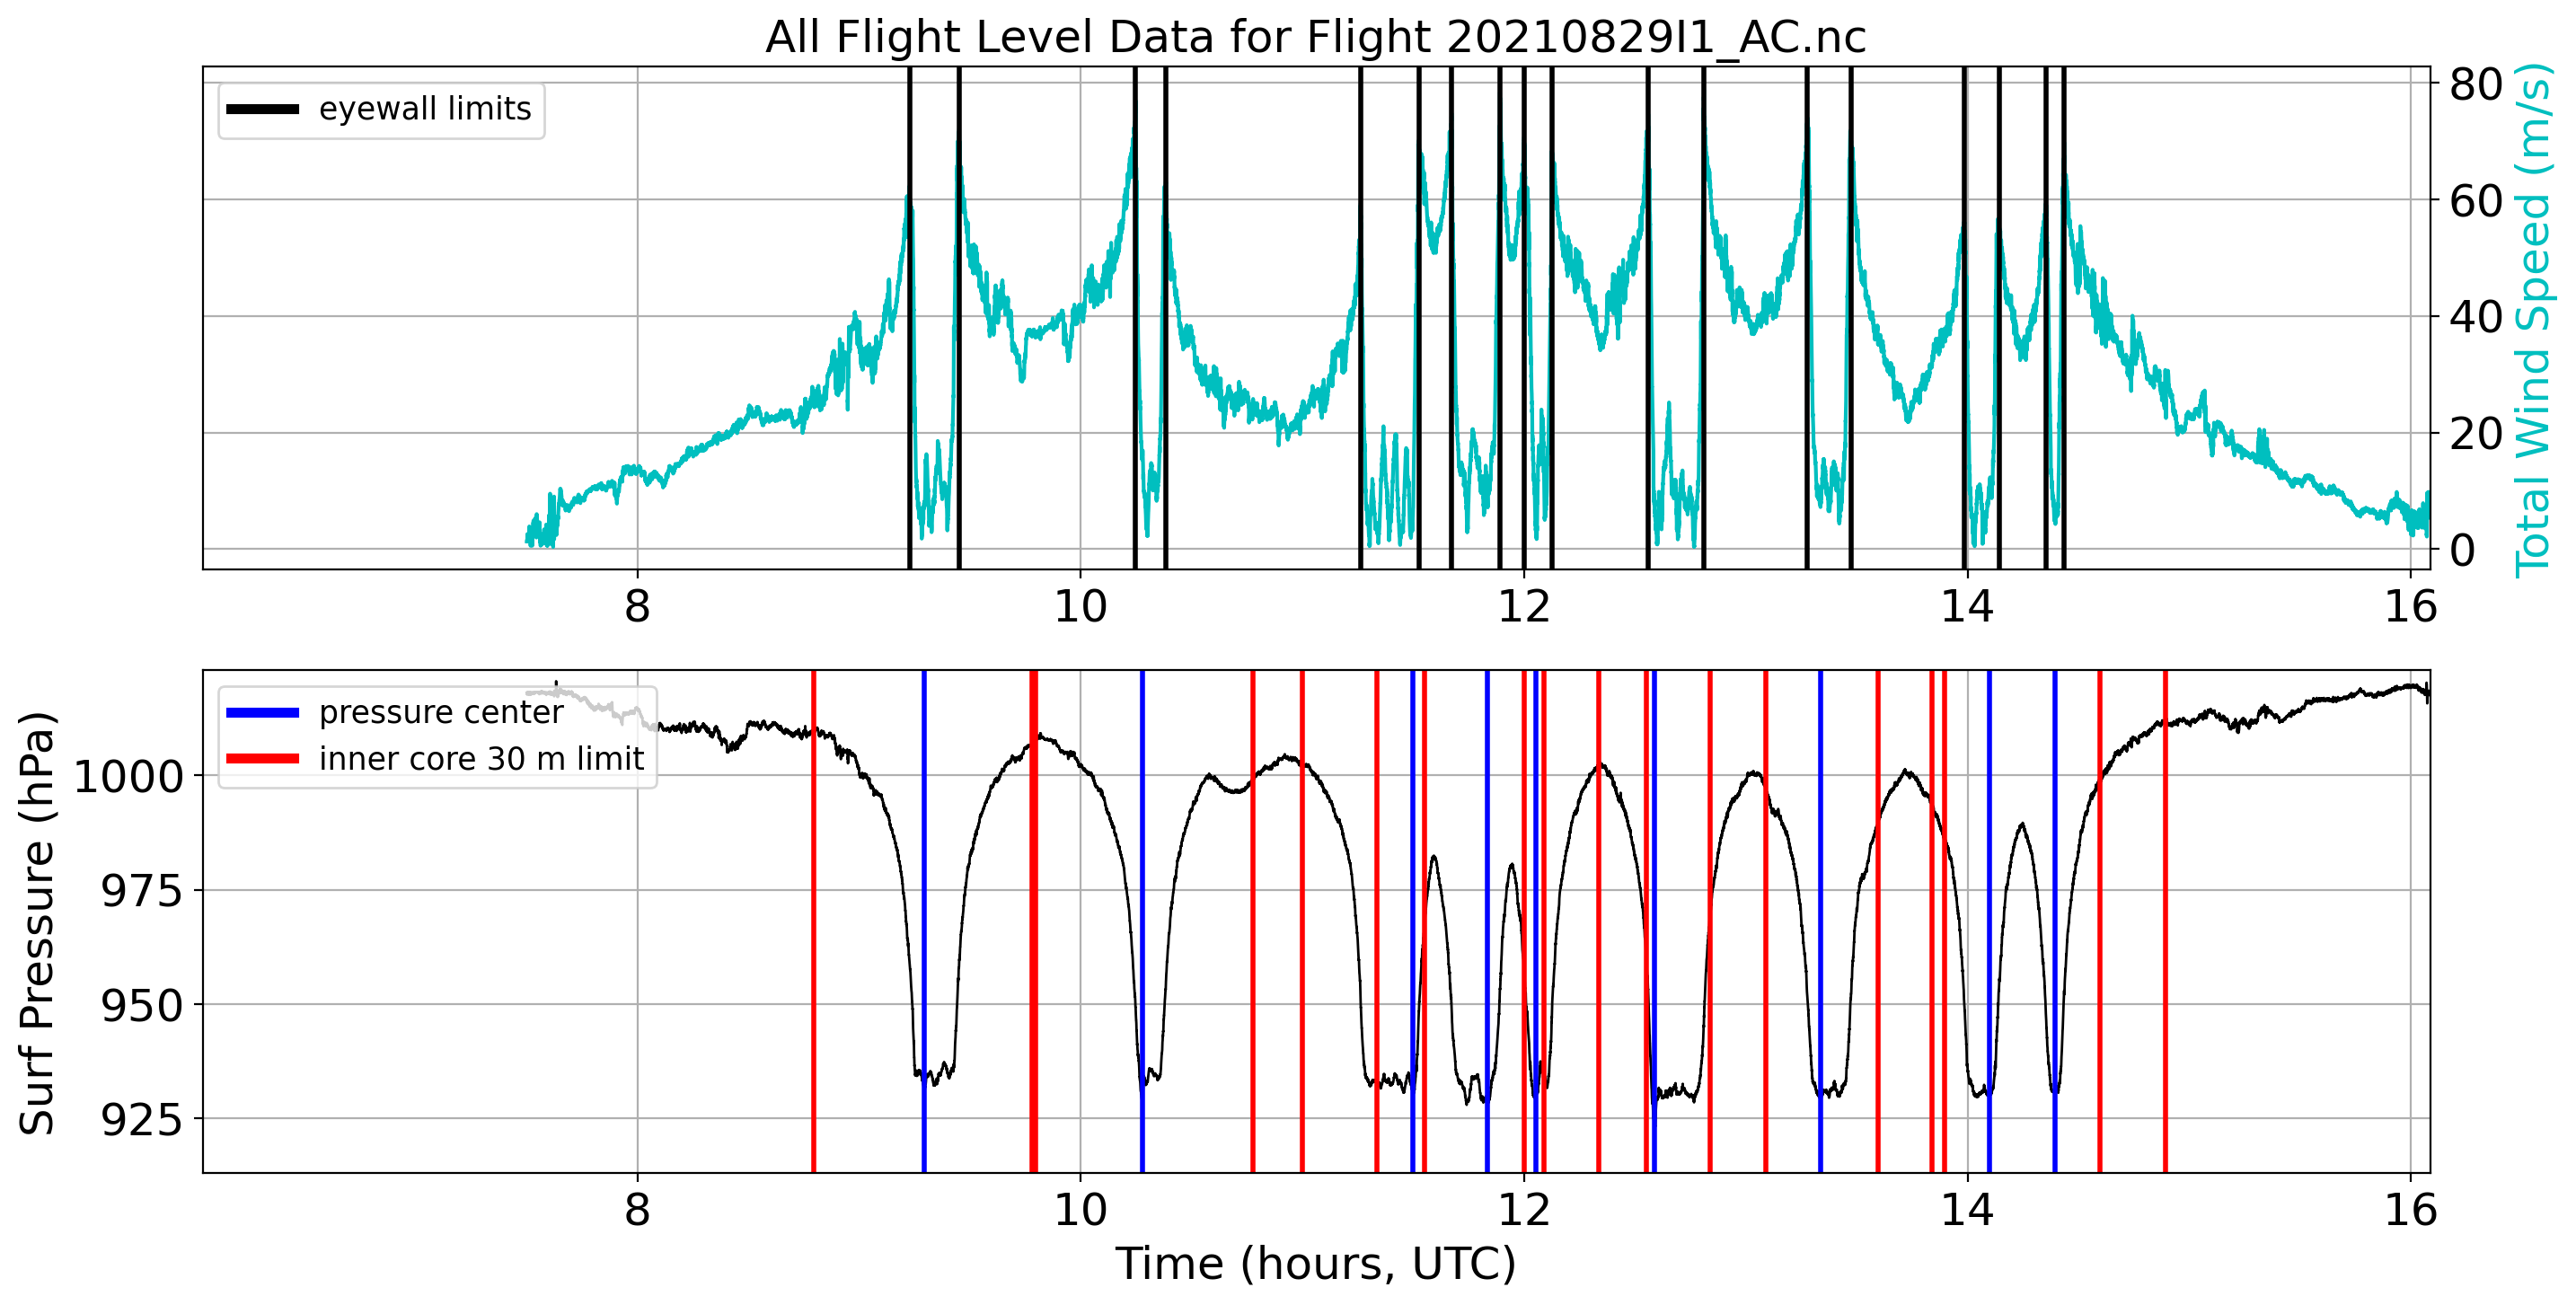 All Flight Level Data for Flight 20210829I1_AC.nc
eyewall limits
80
60
40
20
0
Total Wind Speed (m/s)
8 10 12 14 16
pressure center
inner core 30 m limit
Surf Pressure (hPa)
1000
975
950
925
8 10 12 14 16
Time (hours, UTC)